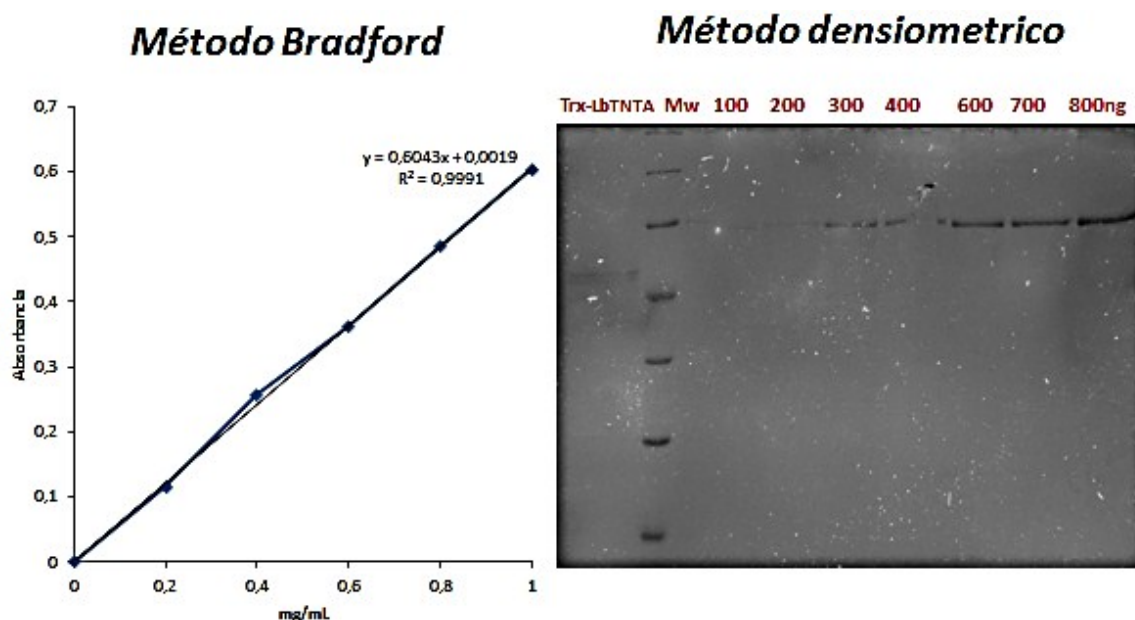 Método Bradford
0,7
0,6
0,5
0,4
0,3
0,2
0,1
0
Absorbancia
y = 0,6043x + 0,0019
R² = 0,9991
0 0,2 0,4 0,6 0,8 1
mg/mL
Método densiometrico
Trx-LbTNTA Mw 100 200 300 400 600 700 800ng